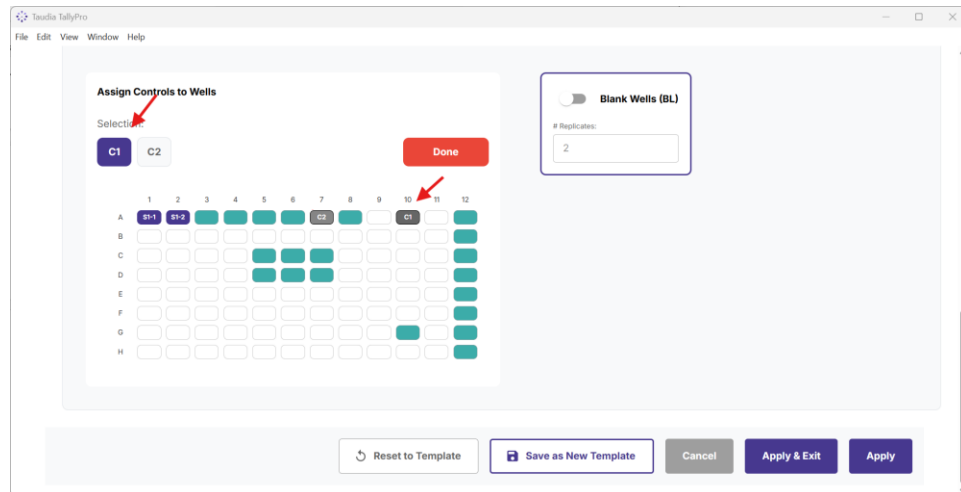 Taudia TallyPro
File Edit View Window Help
Assign Controls to Wells
Selection:
C1 C2
Done
1 2 3 4 5 6 7 8 9 10 11 12
A S1-1 S1-2 C2 C1
B
C
D
E
F
G
H
Blank Wells (BL)
# Replicates:
2
Reset to Template
Save as New Template
Cancel
Apply & Exit
Apply